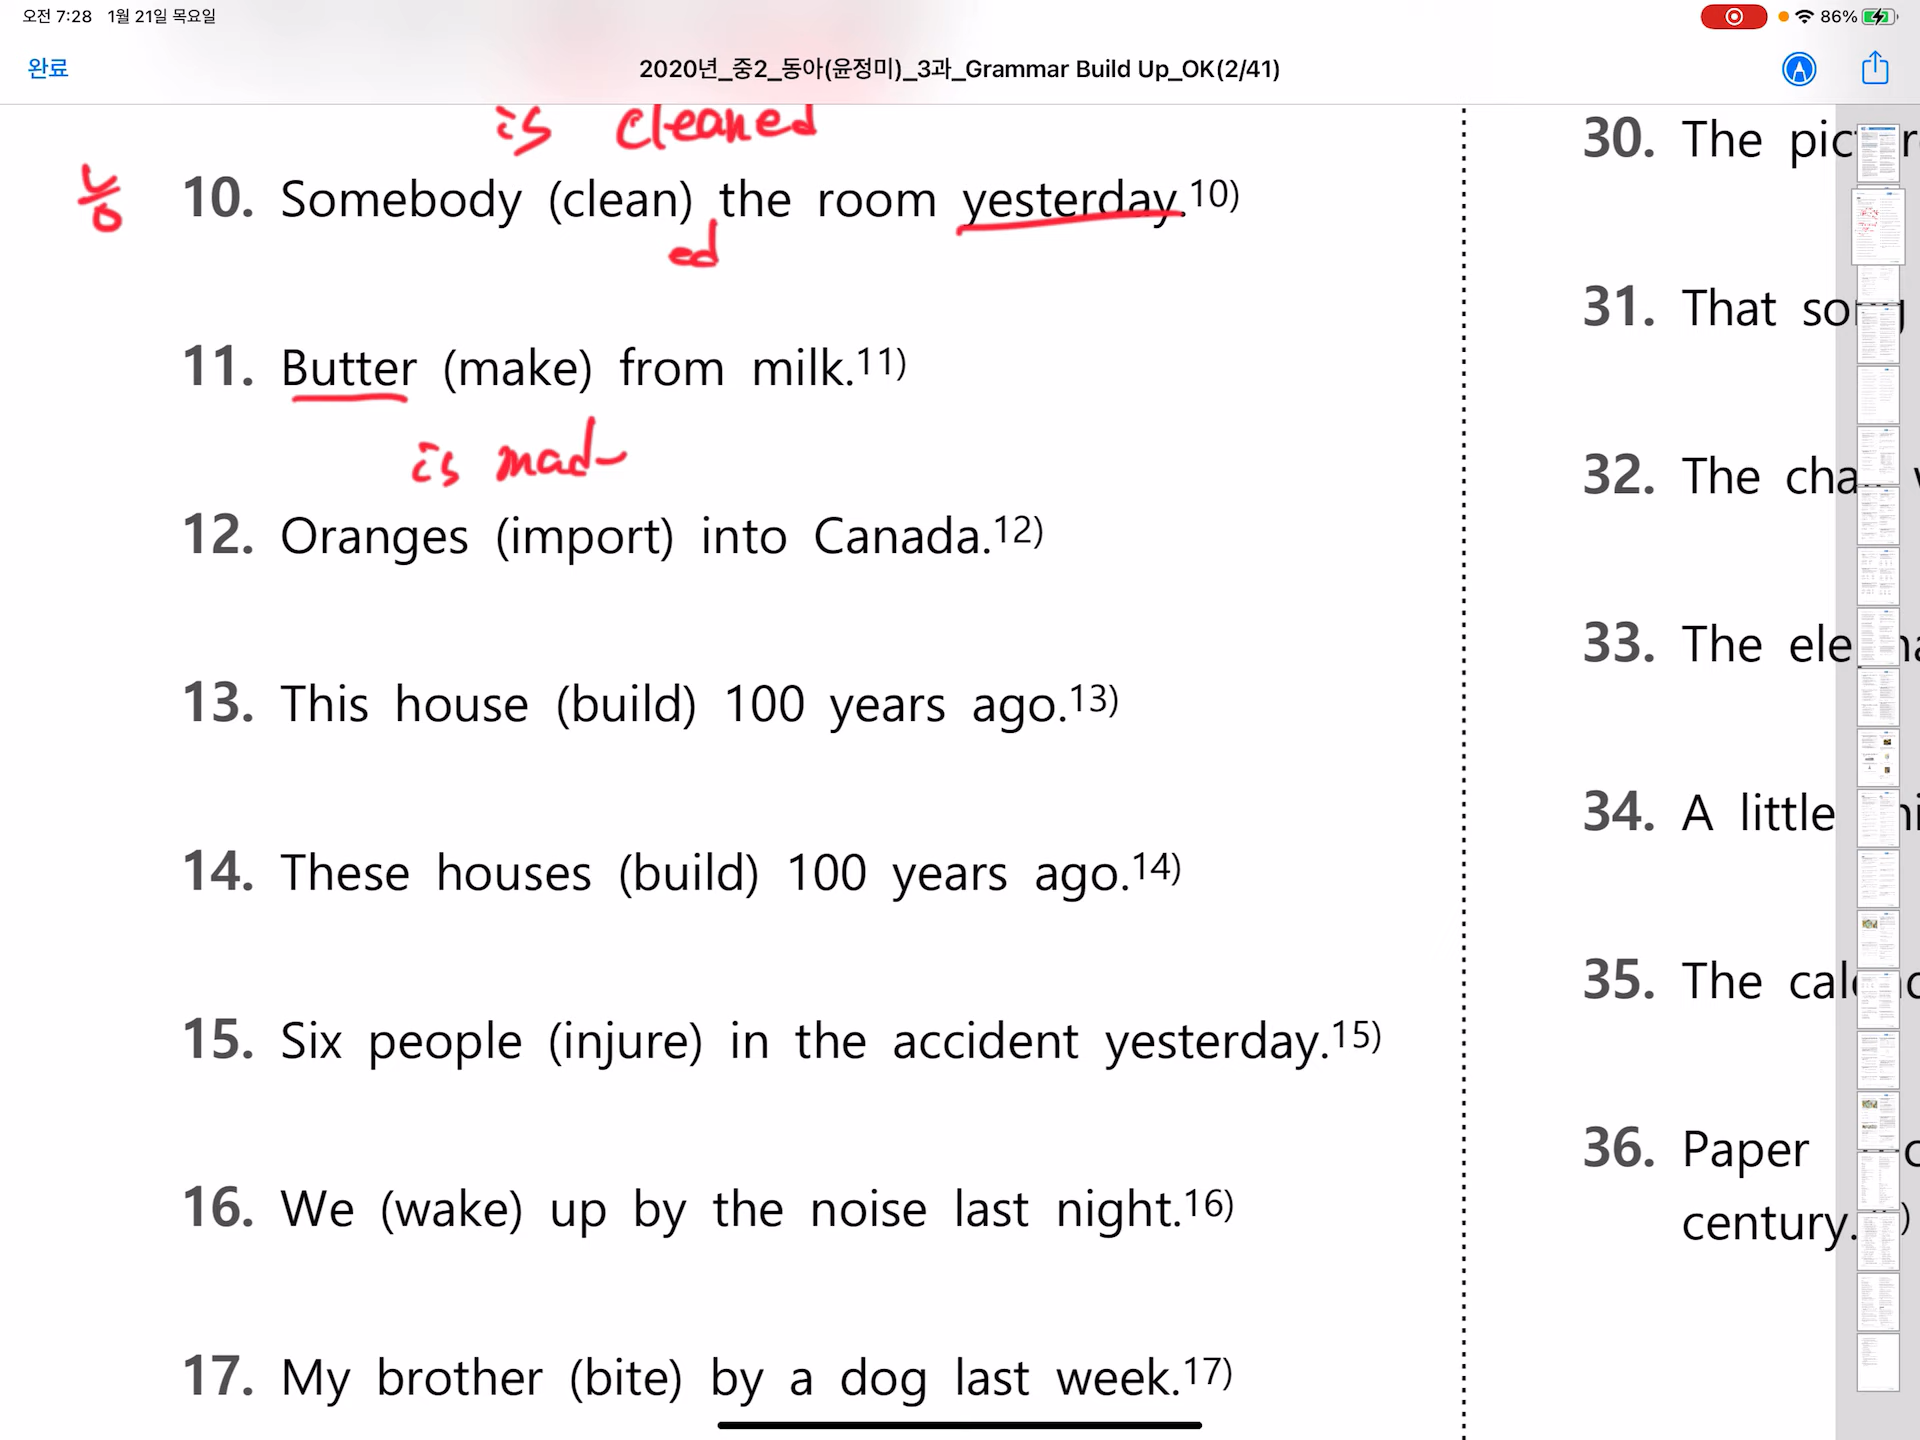 오전 7:28 1월 21일 목요일
86%
완료
2020년_중2_동아(윤정미)_3과_Grammar Build Up_OK(2/41)
is cleaned
능
10. Somebody (clean) the room yesterday.10)
ed
11. Butter (make) from milk.11)
is made
12. Oranges (import) into Canada.12)
13. This house (build) 100 years ago.13)
14. These houses (build) 100 years ago.14)
15. Six people (injure) in the accident yesterday.15)
16. We (wake) up by the noise last night.16)
17. My brother (bite) by a dog last week.17)
30. The
31. That
32. The
33. The
34. A little
35. The
36. Paper
century.